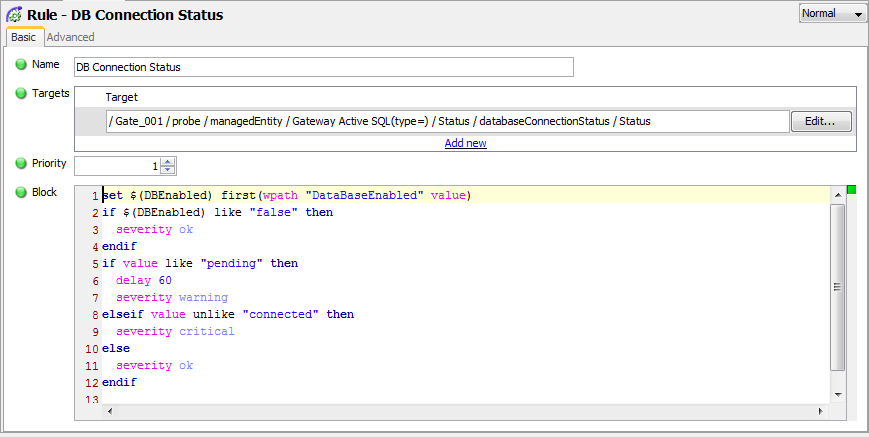 Rule - DB Connection Status
Normal
Basic Advanced
Name DB Connection Status
Targets Target
/ Gate_001 / probe / managedEntity / Gateway Active SQL(type=) / Status / databaseConnectionStatus / Status Edit...
Add new
Priority 1
Block
1 set $(DBEnabled) first(wpath "DataBaseEnabled" value)
2 if $(DBEnabled) like "false" then
3 severity ok
4 endif
5 if value like "pending" then
6 delay 60
7 severity warning
8 elseif value unlike "connected" then
9 severity critical
10 else
11 severity ok
12 endif
13